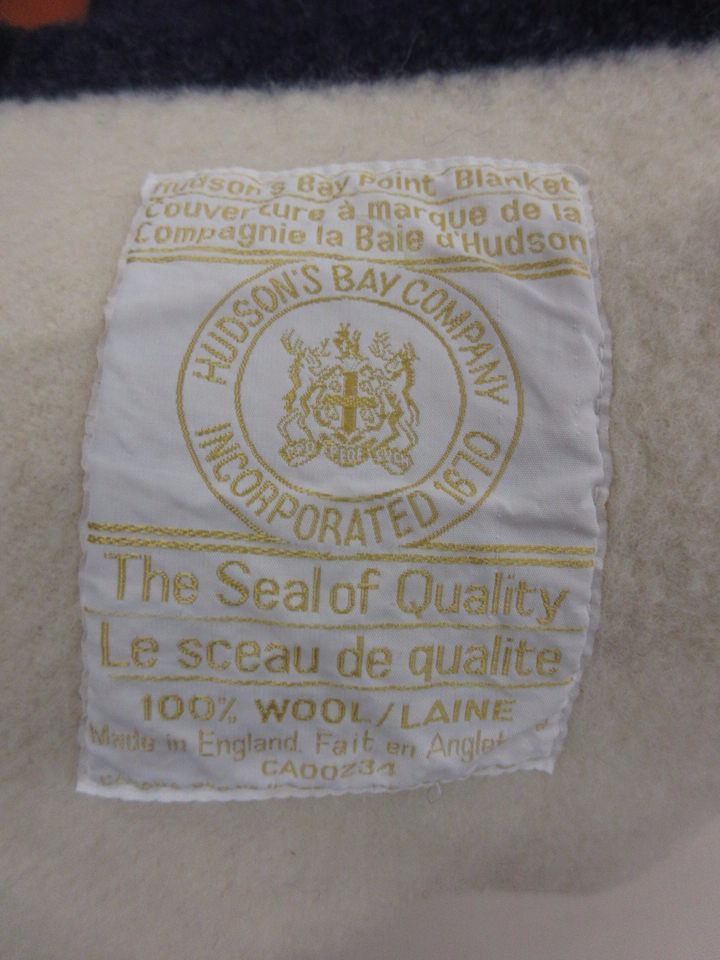 Hudson's Bay Point Blanket
Couverture à marque de la
Compagnie la Baie d'Hudson
HUDSON'S BAY COMPANY
INCORPORATED 1670
The Seal of Quality
Le sceau de qualite
100% WOOL/LAINE
Made in England. Fait en Anglet
CA00234